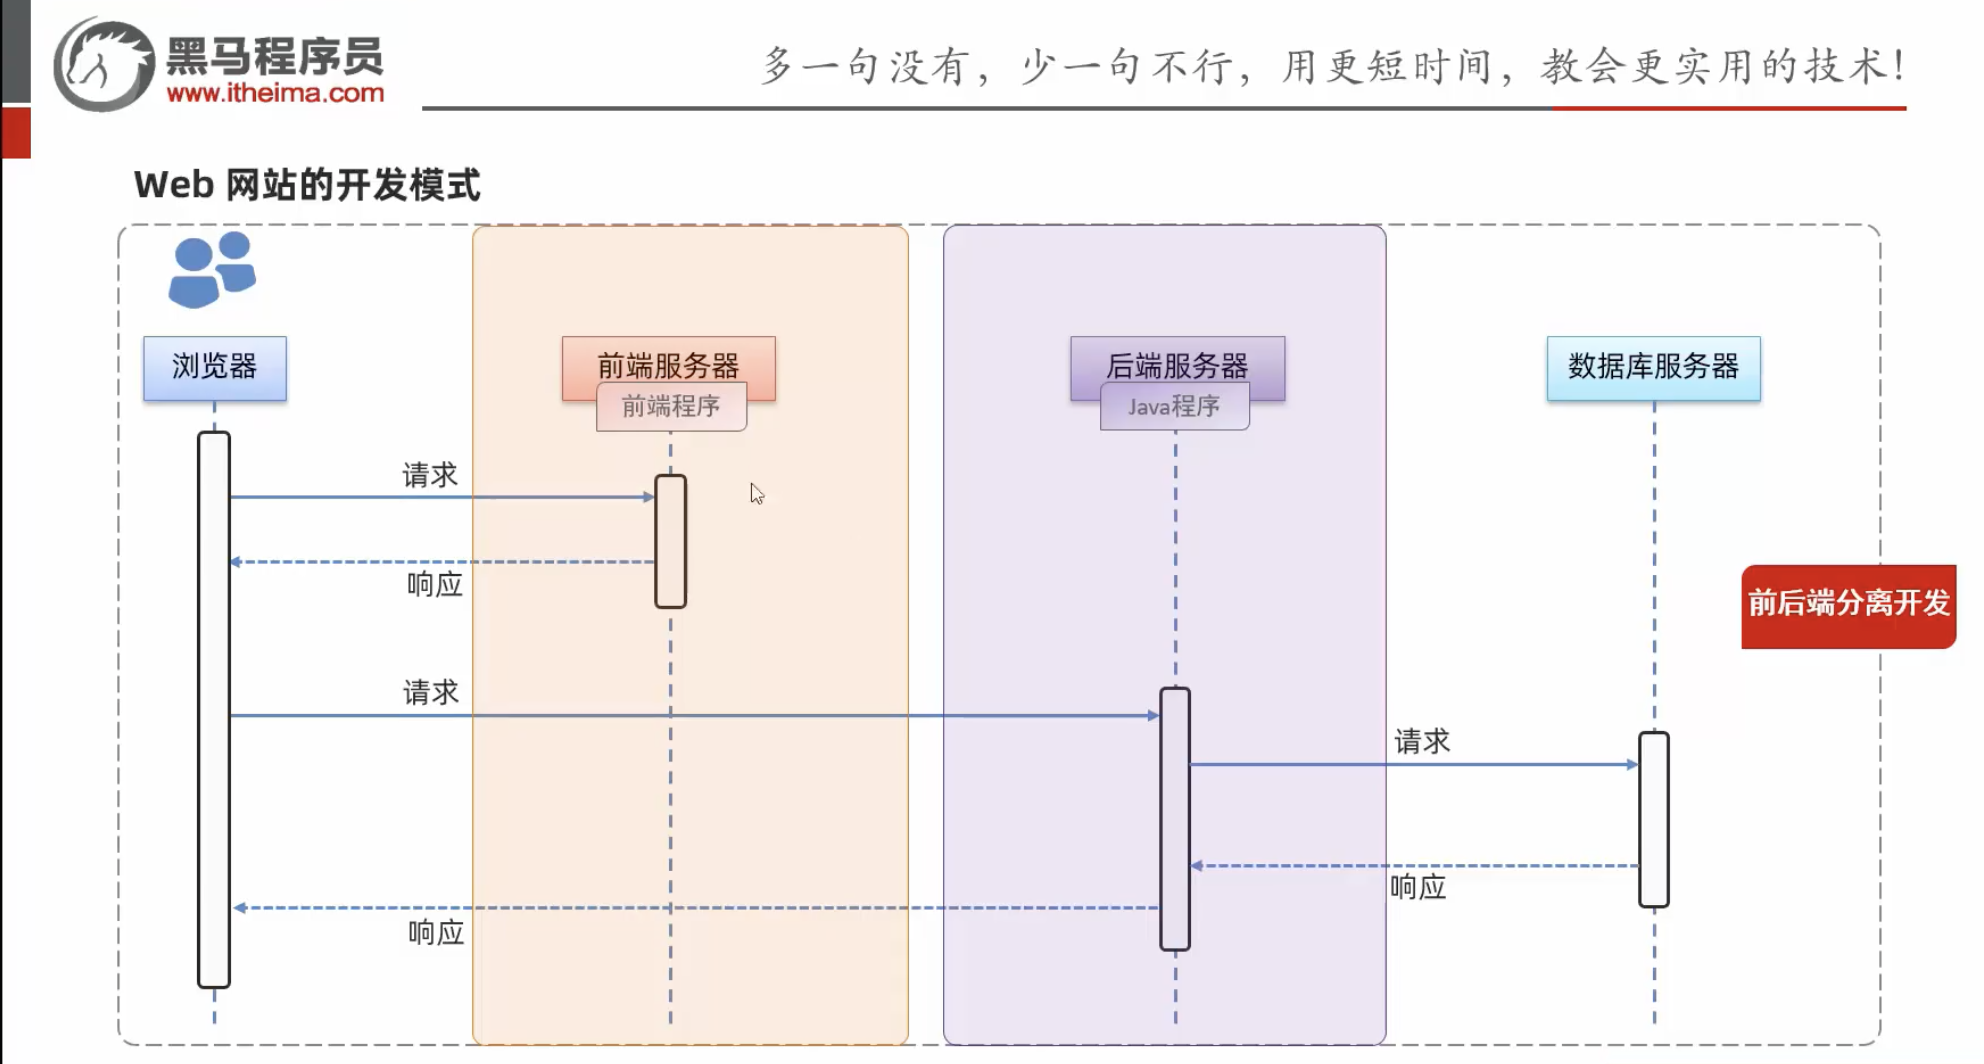 黑马程序员
www.itheima.com
多一句没有，少一句不行，用更短时间，教会更实用的技术！
Web 网站的开发模式
浏览器
前端服务器
前端程序
后端服务器
Java程序
数据库服务器
请求
响应
前后端分离开发
请求
请求
响应
响应